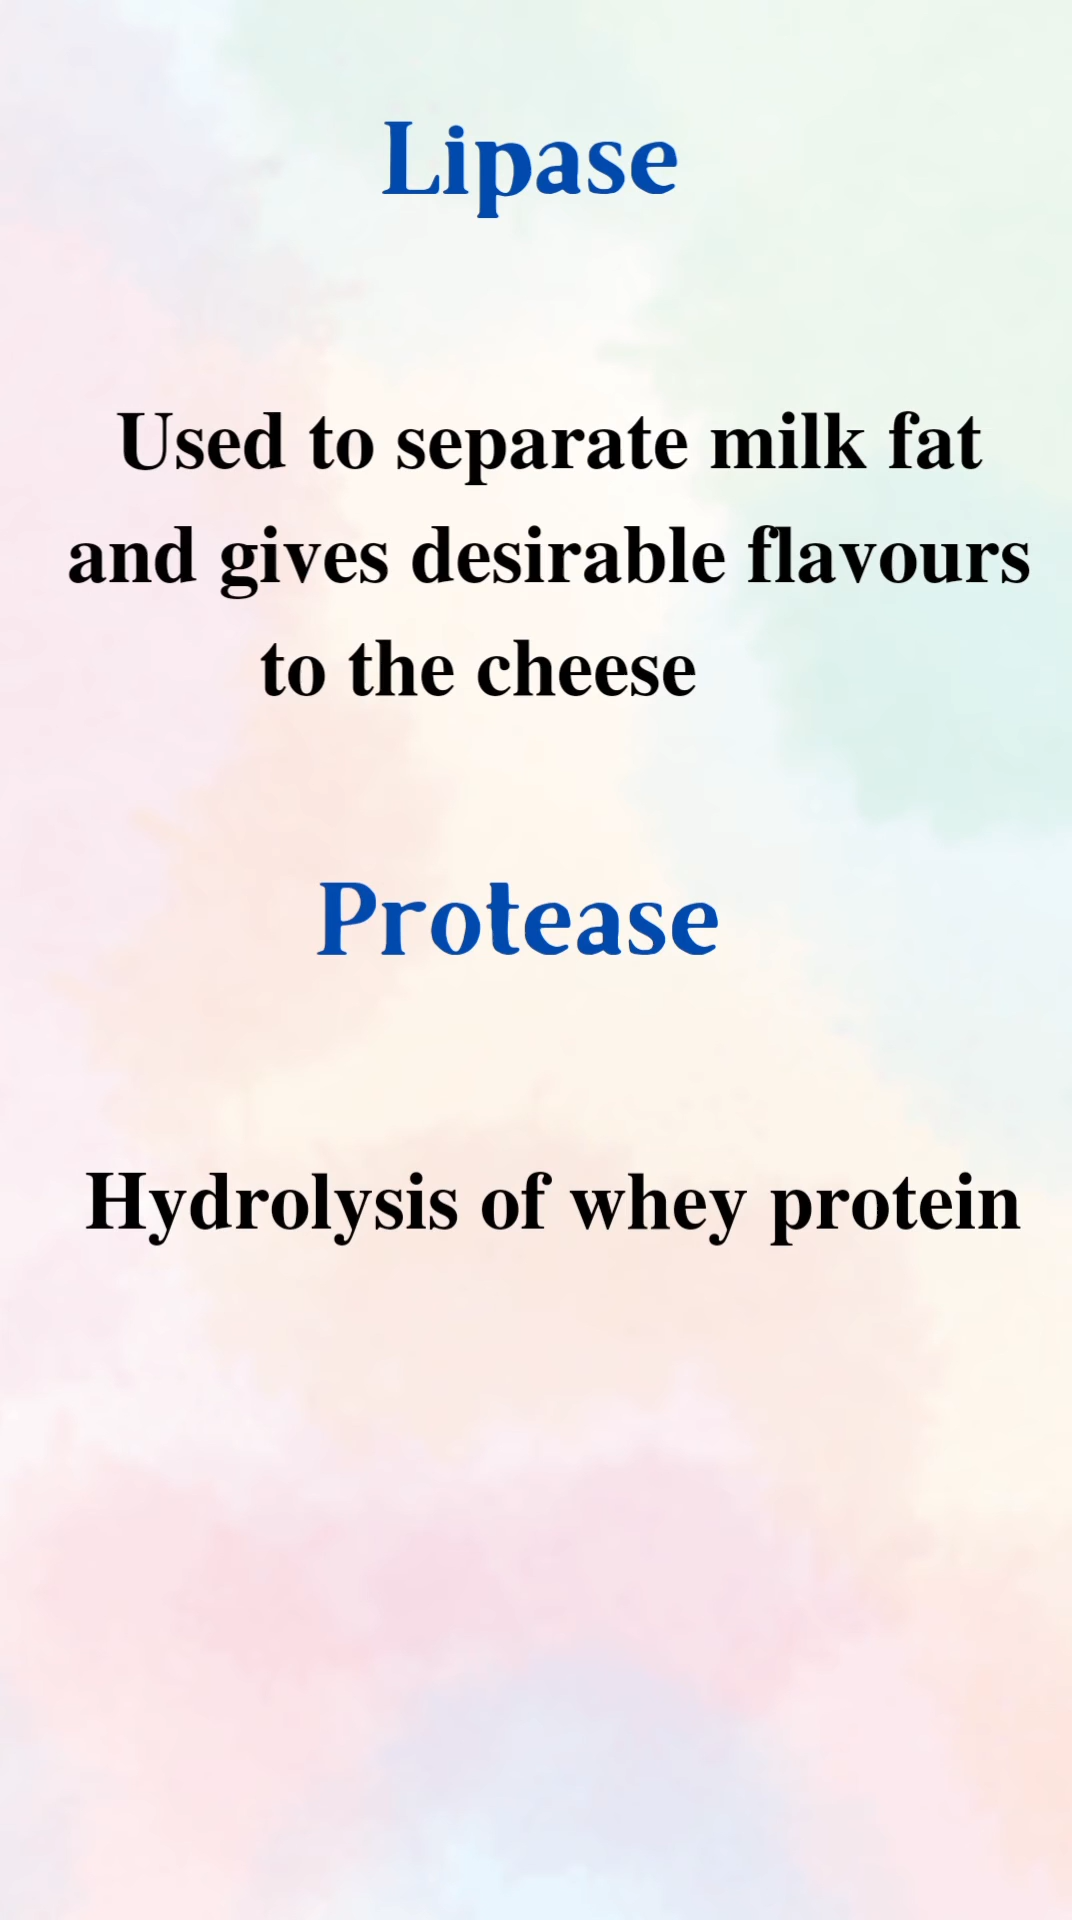 Lipase
Used to separate milk fat
and gives desirable flavours
to the cheese
Protease
Hydrolysis of whey protein